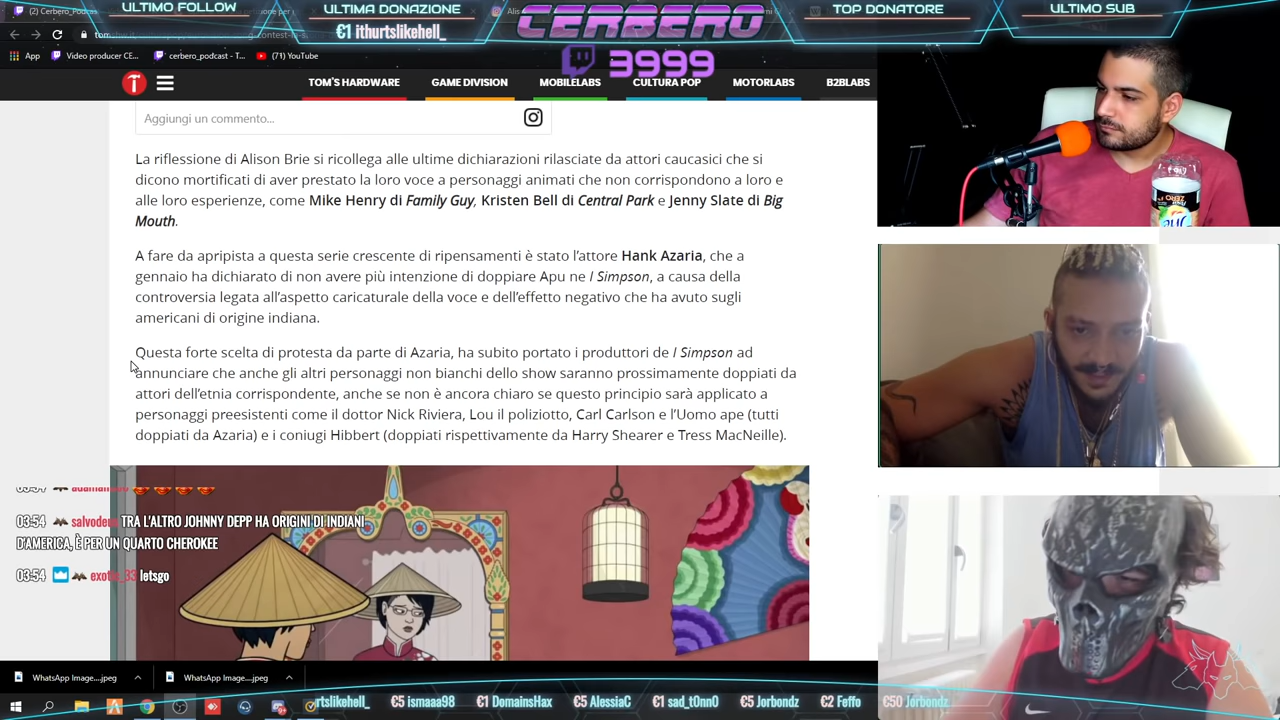 ULTIMO FOLLOW
ULTIMA DONAZIONE
€1 ithurtslikehell_
CERBERO
3999
TOP DONATORE
ULTIMO SUB
(2) Cerbero_Podcas
App
Video producer CE...
cerbero_podcast - T...
(71) YouTube
TOM'S HARDWARE
GAME DIVISION
MOBILELABS
CULTURA POP
MOTORLABS
B2BLABS
Aggiungi un commento...
La riflessione di Alison Brie si ricollega alle ultime dichiarazioni rilasciate da attori caucasici che si
dicono mortificati di aver prestato la loro voce a personaggi animati che non corrispondono a loro e
alle loro esperienze, come Mike Henry di Family Guy, Kristen Bell di Central Park e Jenny Slate di Big
Mouth.
A fare da apripista a questa serie crescente di ripensamenti è stato l'attore Hank Azaria, che a
gennaio ha dichiarato di non avere più intenzione di doppiare Apu ne I Simpson, a causa della
controversia legata all'aspetto caricaturale della voce e dell'effetto negativo che ha avuto sugli
americani di origine indiana.
Questa forte scelta di protesta da parte di Azaria, ha subito portato i produttori de I Simpson ad
annunciare che anche gli altri personaggi non bianchi dello show saranno prossimamente doppiati da
attori dell'etnia corrispondente, anche se non è ancora chiaro se questo principio sarà applicato a
personaggi preesistenti come il dottor Nick Riviera, Lou il poliziotto, Carl Carlson e l'Uomo ape (tutti
doppiati da Azaria) e i coniugi Hibbert (doppiati rispettivamente da Harry Shearer e Tress MacNeille).
03:54 salvodeus TRA L'ALTRO JOHNNY DEPP HA ORIGINI DI INDIANI
D'AMERICA, È PER UN QUARTO CHEROKEE
03:54 letsgo
WhatsApp Image....jpeg
WhatsApp Image....jpeg
rtslikehell_ €5 ismaaa98 €1 DomainsHax €5 AlessiaC €1 sad_t0nn0 €5 Jorbondz €2 Feffo €50 Jorbondz